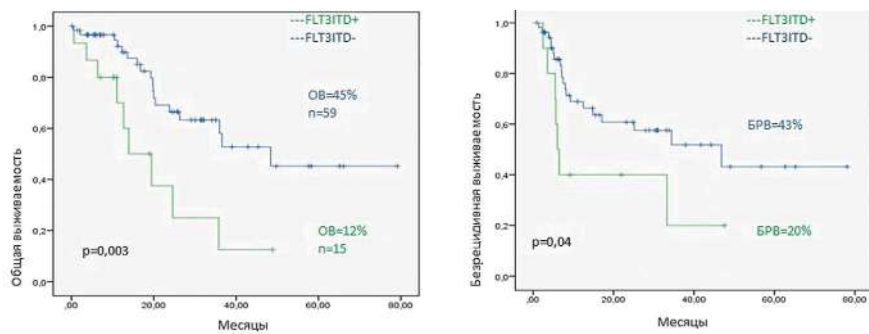 Общая выживаемость
1,0
0,8
0,6
0,4
0,2
0,0
---FLT3ITD+
---FLT3ITD-
ОВ=45%
n=59
ОВ=12%
n=15
p=0,003
,00
20,00
40,00
60,00
80,00
Месяцы
Безрецидивная выживаемость
1,0
0,8
0,6
0,4
0,2
0,0
---FLT3ITD+
---FLT3ITD-
БРВ=43%
БРВ=20%
p=0,04
,00
20,00
40,00
60,00
80,00
Месяцы